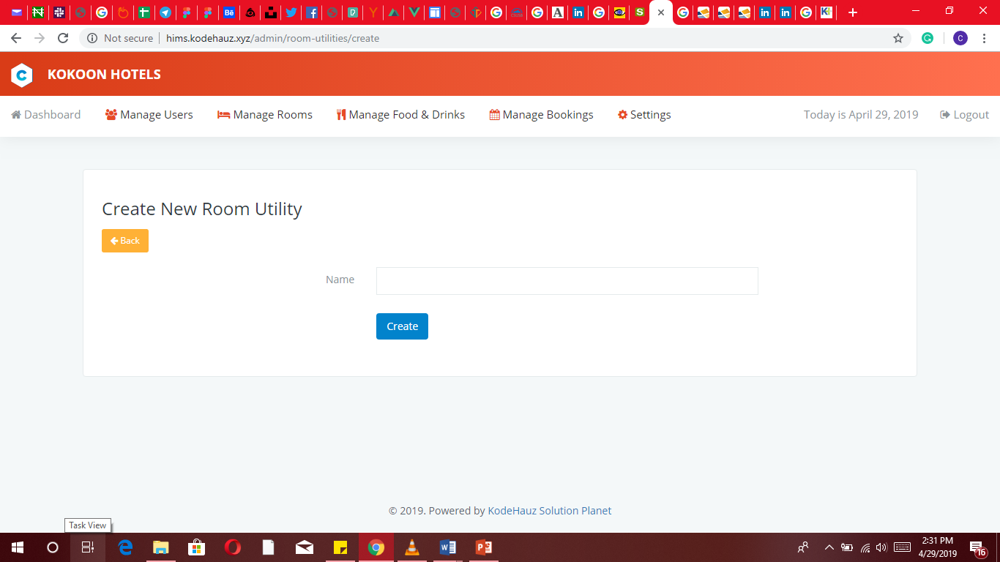 Not secure | hims.kodehauz.xyz/admin/room-utilities/create
KOKOON HOTELS
Dashboard Manage Users Manage Rooms Manage Food & Drinks Manage Bookings Settings Today is April 29, 2019 Logout
Create New Room Utility
Back
Name
Create
© 2019. Powered by KodeHauz Solution Planet
Task View
2:31 PM
4/29/2019
16